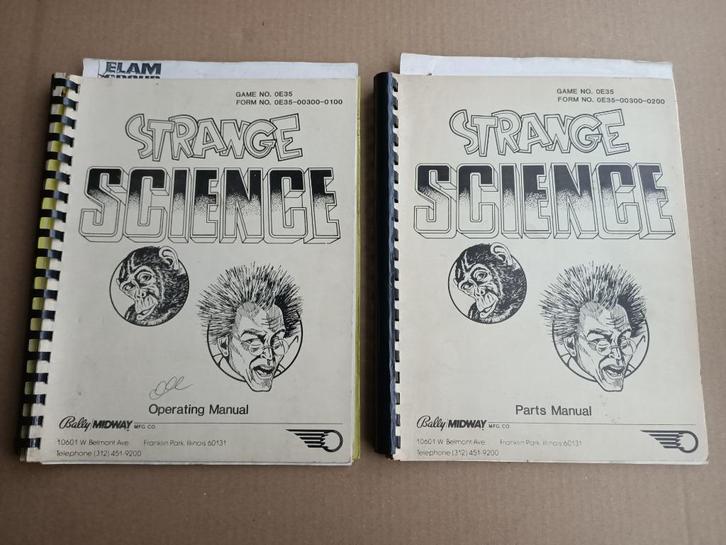 ELAM
GAME NO. 0E35
FORM NO. 0E35-00300-0100
STRANGE
SCIENCE
Operating Manual
Bally MIDWAY MFG. CO.
10601 W. Belmont Ave. Franklin Park, Illinois 60131
Telephone (312) 451-9200
GAME NO. 0E35
FORM NO. 0E35-00300-0200
STRANGE
SCIENCE
Parts Manual
Bally MIDWAY MFG. CO.
10601 W. Belmont Ave. Franklin Park, Illinois 60131
Telephone (312) 451-9200